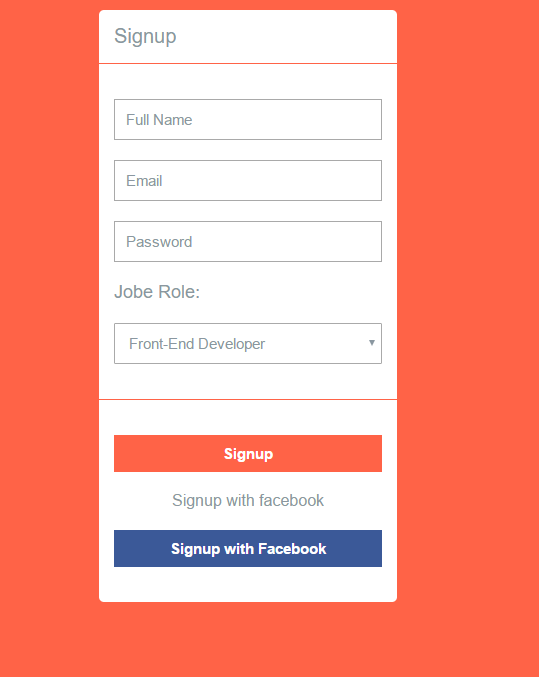 Signup
Full Name
Email
Password
Jobe Role:
Front-End Developer
Signup
Signup with facebook
Signup with Facebook